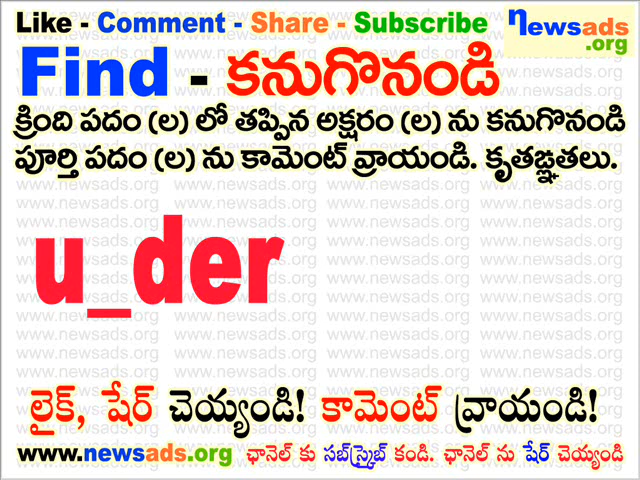 Like - Comment - Share - Subscribe
newsads
.org
Find - కనుగొనండి
క్రింది పదం (ల) లో తప్పిన అక్షరం (ల) ను కనుగొనండి
పూర్తి పదం (ల) ను కామెంట్ వ్రాయండి. కృతజ్ఞతలు.
u_der
లైక్, షేర్ చెయ్యండి! కామెంట్ వ్రాయండి!
www.newsads.org ఛానెల్ కు సబ్‌స్క్రైబ్ కండి. ఛానెల్ ను షేర్ చెయ్యండి